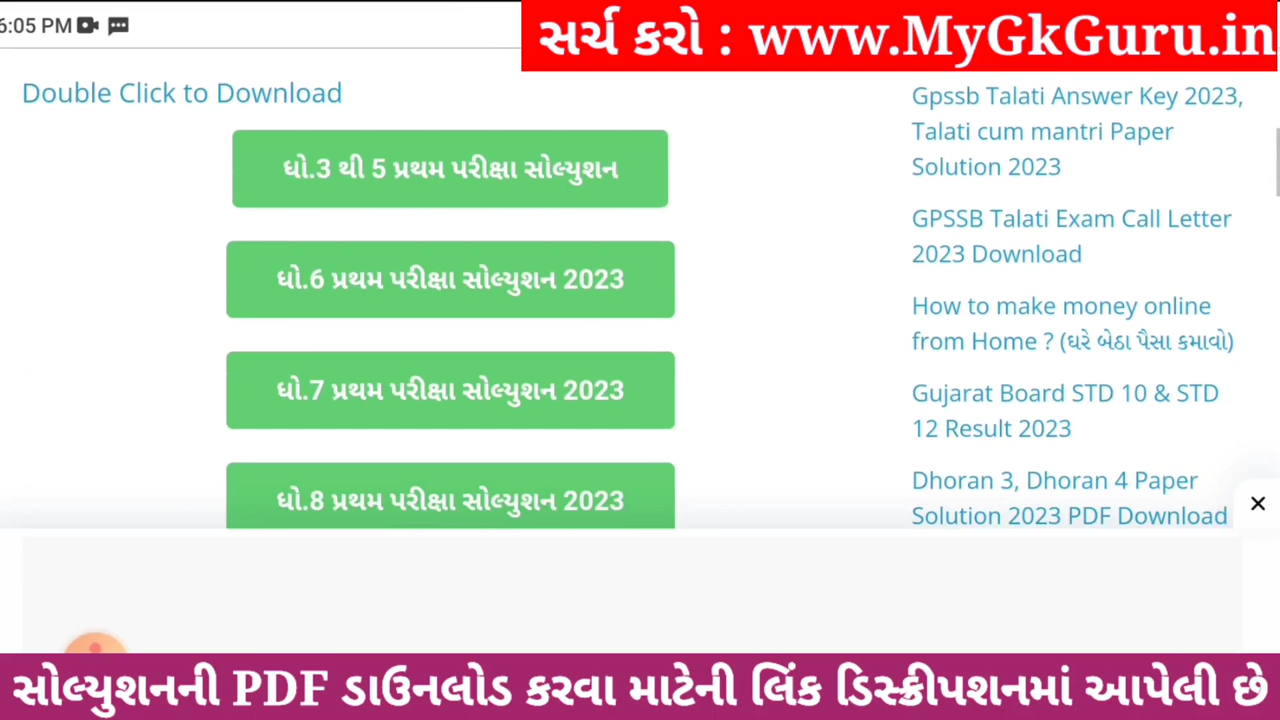 6:05 PM
સર્ચ કરો : www.MyGkGuru.in
Double Click to Download
ધો.3 થી 5 પ્રથમ પરીક્ષા સોલ્યુશન
ધો.6 પ્રથમ પરીક્ષા સોલ્યુશન 2023
ધો.7 પ્રથમ પરીક્ષા સોલ્યુશન 2023
ધો.8 પ્રથમ પરીક્ષા સોલ્યુશન 2023
Gpssb Talati Answer Key 2023,
Talati cum mantri Paper
Solution 2023
GPSSB Talati Exam Call Letter
2023 Download
How to make money online
from Home ? (ઘરે બેઠા પૈસા કમાવો)
Gujarat Board STD 10 & STD
12 Result 2023
Dhoran 3, Dhoran 4 Paper
Solution 2023 PDF Download
સોલ્યુશનની PDF ડાઉનલોડ કરવા માટેની લિંક ડિસ્ક્રીપશનમાં આપેલી છે